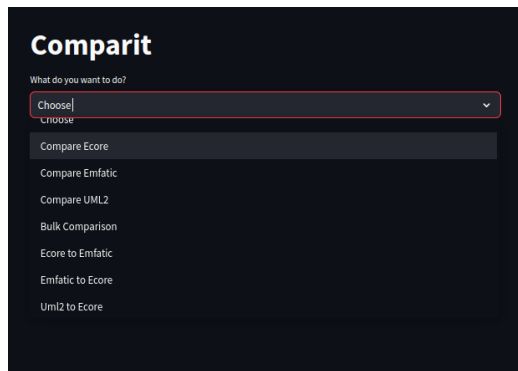 Comparit
What do you want to do?
Choose
Choose
Compare Ecore
Compare Emfatic
Compare UML2
Bulk Comparison
Ecore to Emfatic
Emfatic to Ecore
Uml2 to Ecore